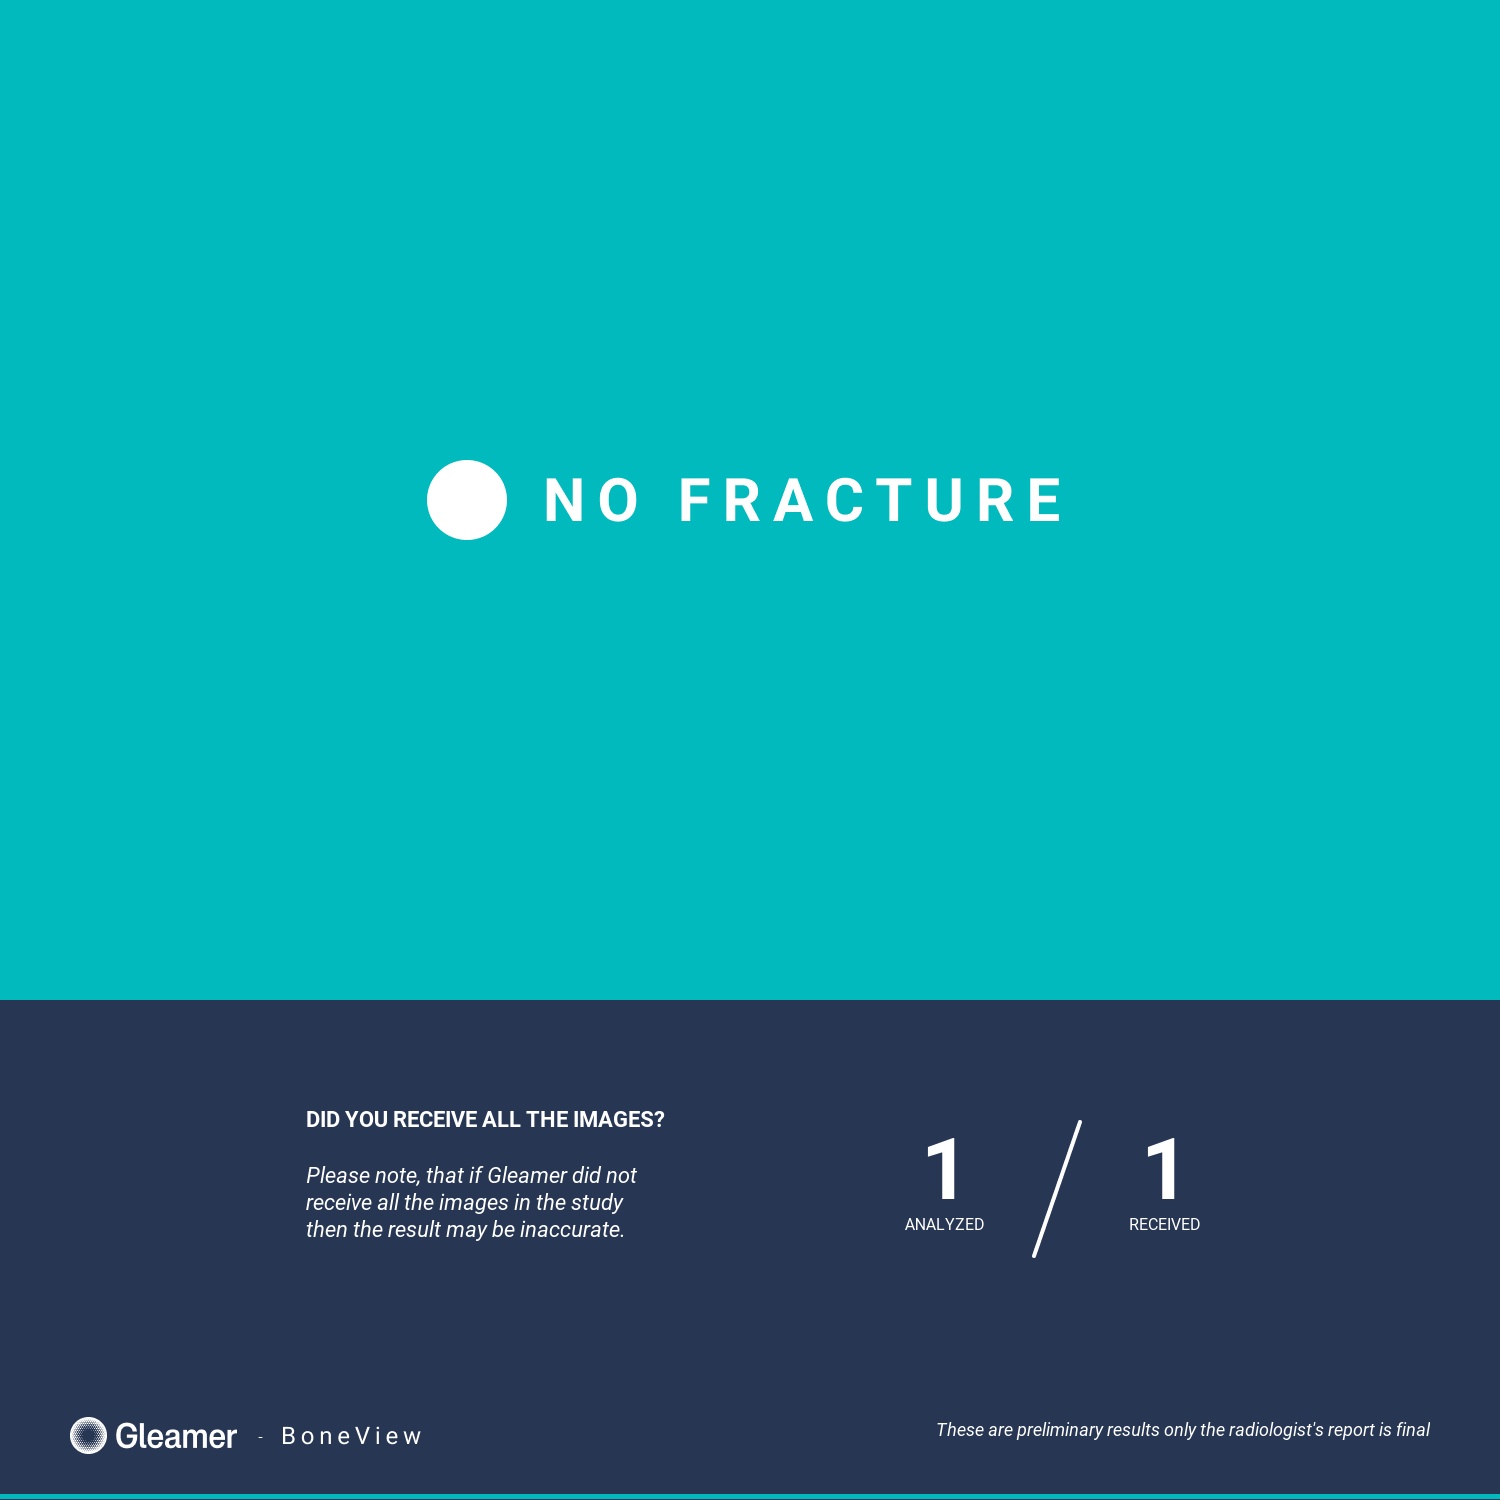 NO FRACTURE
DID YOU RECEIVE ALL THE IMAGES?
Please note, that if Gleamer did not
receive all the images in the study
then the result may be inaccurate.
1 / 1
ANALYZED RECEIVED
Gleamer - BoneView
These are preliminary results only the radiologist's report is final